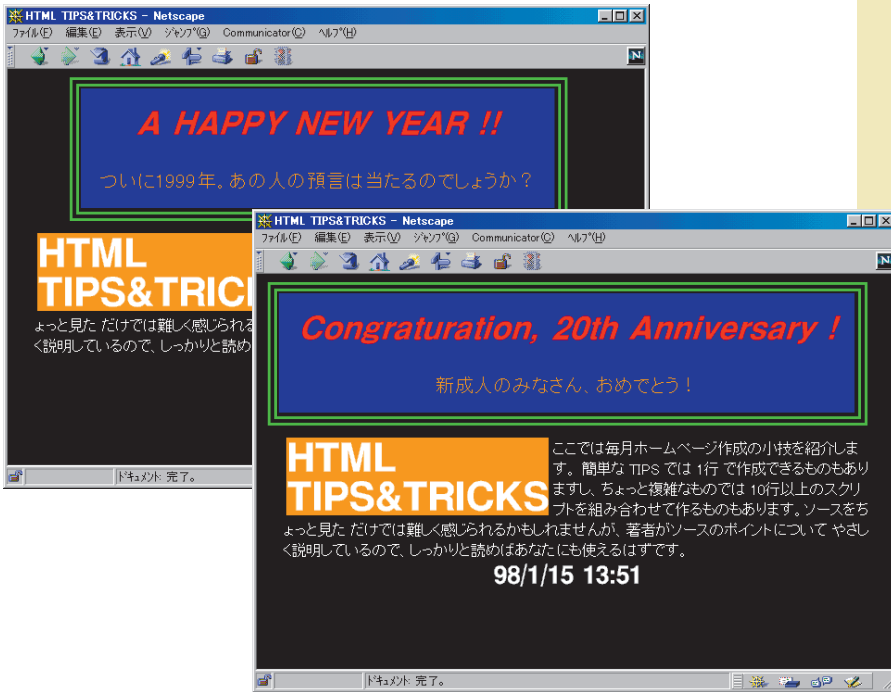 HTML TIPS&TRICKS - Netscape
ファイル(F) 編集(E) 表示(V) ジャンプ(G) Communicator(C) ヘルプ(H)
A HAPPY NEW YEAR !!
ついに1999年。あの人の預言は当たるのでしょうか？
HTML
TIPS&TRIC
ょっと見た だけでは難しく感じられる
く説明しているので、しっかりと読め
ドキュメント: 完了。
HTML TIPS&TRICKS - Netscape
ファイル(F) 編集(E) 表示(V) ジャンプ(G) Communicator(C) ヘルプ(H)
Congraturation, 20th Anniversary !
新成人のみなさん、おめでとう！
HTML
TIPS&TRICKS
ここでは毎月ホームページ作成の小技を紹介しま
す。簡単な TIPS では 1行 で作成できるものもあり
ますし、ちょっと複雑なものでは 10行以上のスクリ
プトを組み合わせて作るものもあります。ソースをち
ょっと見た だけでは難しく感じられるかもしれませんが、著者がソースのポイントについて やさし
く説明しているので、しっかりと読めばあなたにも使えるはずです。
98/1/15 13:51
ドキュメント: 完了。